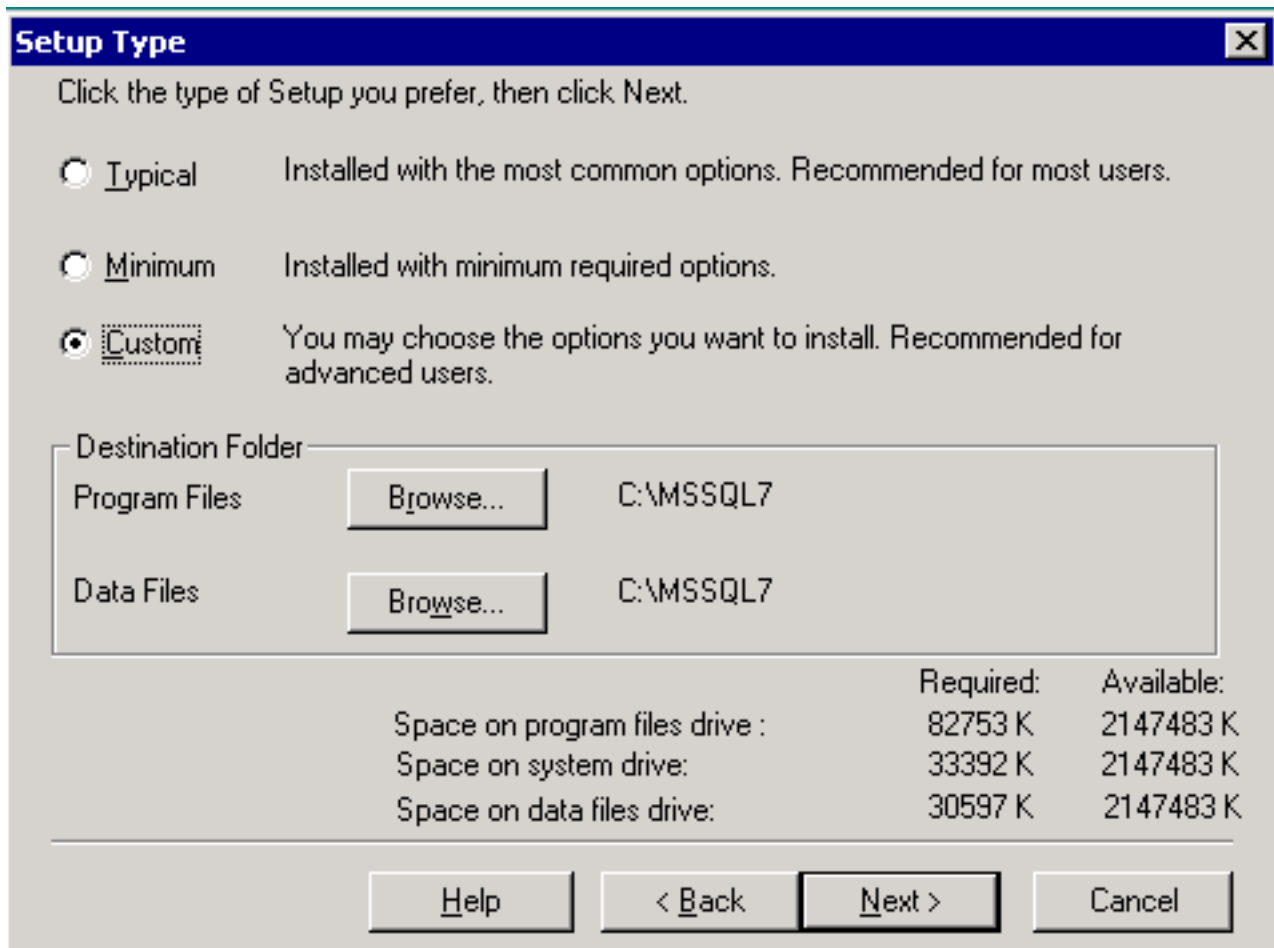 Setup Type
Click the type of Setup you prefer, then click Next.
Typical Installed with the most common options. Recommended for most users.
Minimum Installed with minimum required options.
Custom You may choose the options you want to install. Recommended for
advanced users.
Destination Folder
Program Files Browse... C:\MSSQL7
Data Files Browse... C:\MSSQL7
Required: Available:
Space on program files drive : 82753 K 2147483 K
Space on system drive: 33392 K 2147483 K
Space on data files drive: 30597 K 2147483 K
Help < Back Next > Cancel